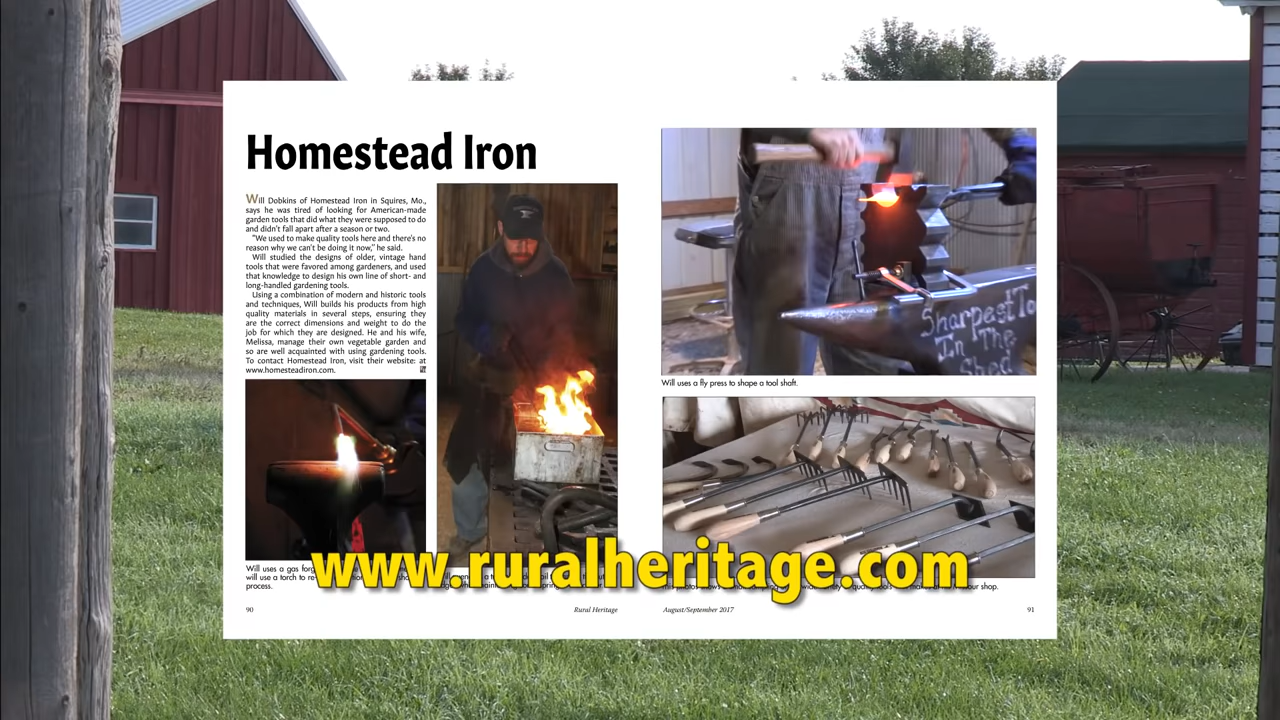 Homestead Iron
Will Dobkins of Homestead Iron in Squires, Mo.,
says he was tired of looking for American-made
garden tools that did what they were supposed to do
and didn't fall apart after a season or two.
"We used to make quality tools here and there's no
reason why we can't be doing it now," he said.
Will studied the designs of older, vintage hand
tools that were favored among gardeners, and used
that knowledge to design his own line of short- and
long-handled gardening tools.
Using a combination of modern and historic tools
and techniques, Will builds his products from high
quality materials in several steps, ensuring they
are the correct dimensions and weight to do the
job for which they are designed. He and his wife,
Melissa, manage their own vegetable garden and
so are well acquainted with using gardening tools.
To contact Homestead Iron, visit their website: at
www.homesteadiron.com.
Will uses a gas
will use a torch to
process.
90
Rural Heritage
Sharpest To
In The
Shed
Will uses a fly press to shape a tool shaft.
shop.
August/September 2017
91
www.ruralheritage.com